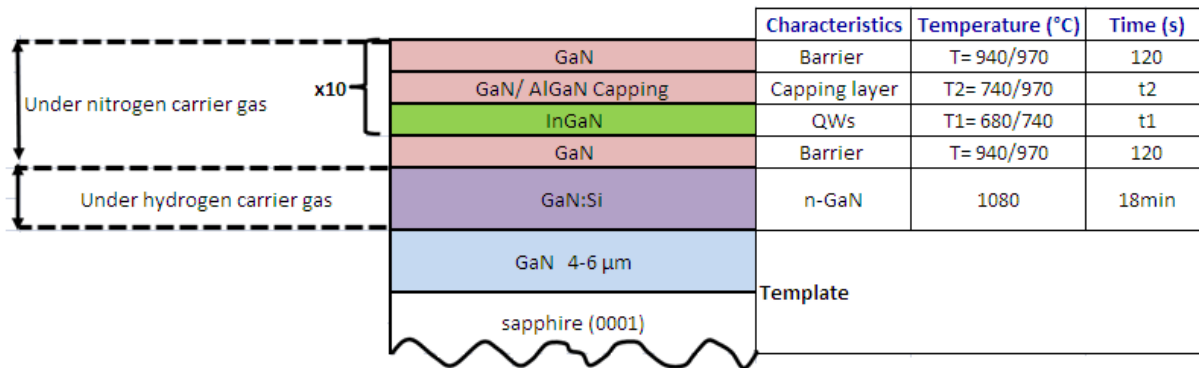 Characteristics Temperature (°C) Time (s)
GaN Barrier T= 940/970 120
x10 GaN/ AlGaN Capping Capping layer T2= 740/970 t2
Under nitrogen carrier gas
InGaN QWs T1= 680/740 t1
GaN Barrier T= 940/970 120
Under hydrogen carrier gas GaN:Si n-GaN 1080 18min
GaN 4-6 µm
Template
sapphire (0001)